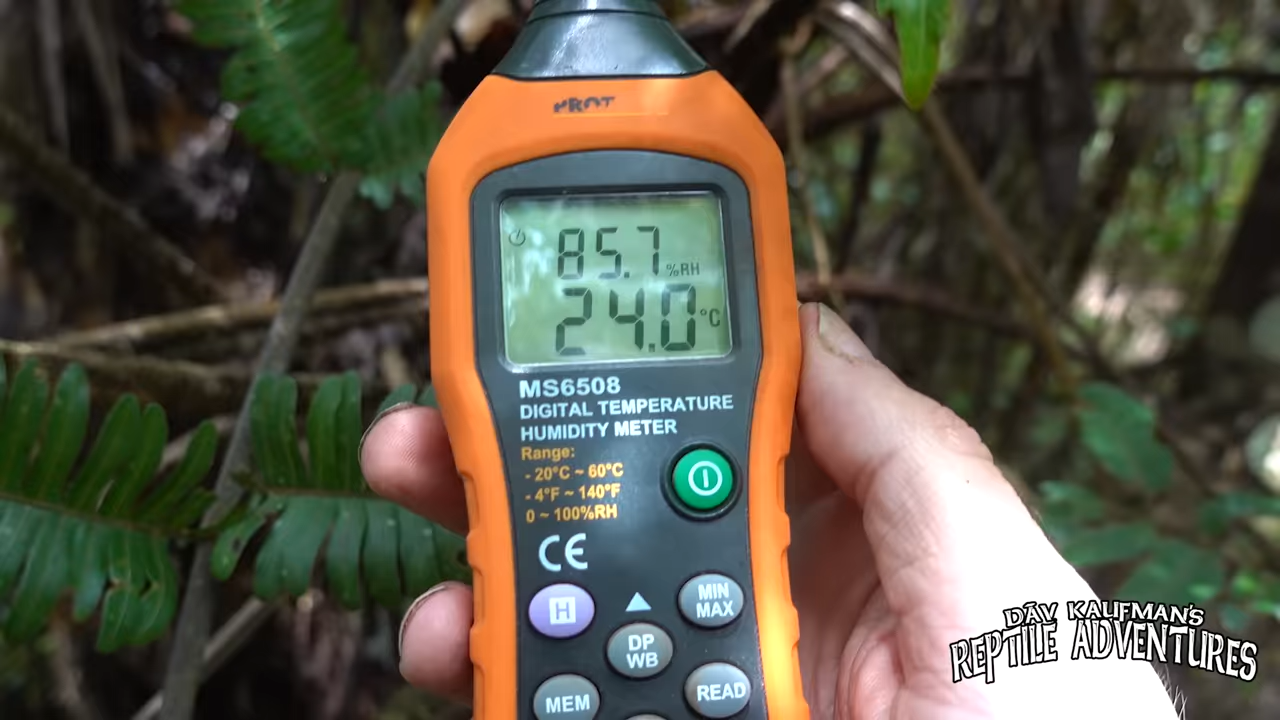 85.7 %RH
24.0 °C
MS6508
DIGITAL TEMPERATURE
HUMIDITY METER
Range:
- 20°C ~ 60°C
- 4°F ~ 140°F
0 ~ 100%RH
CE
H
MIN
MAX
DP
WB
MEM
READ
DĀV KAUFMAN'S
REPTILE ADVENTURES